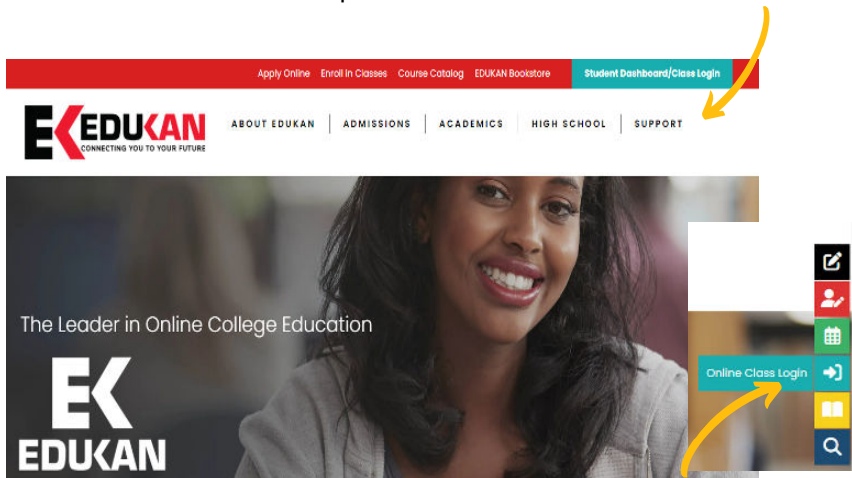 Apply Online Enroll In Classes Course Catalog EDUKAN Bookstore Student Dashboard/Class Login
EK EDUKAN
CONNECTING YOU TO YOUR FUTURE
ABOUT EDUKAN ADMISSIONS ACADEMICS HIGH SCHOOL SUPPORT
The Leader in Online College Education
Online Class Login
EK
EDUKAN